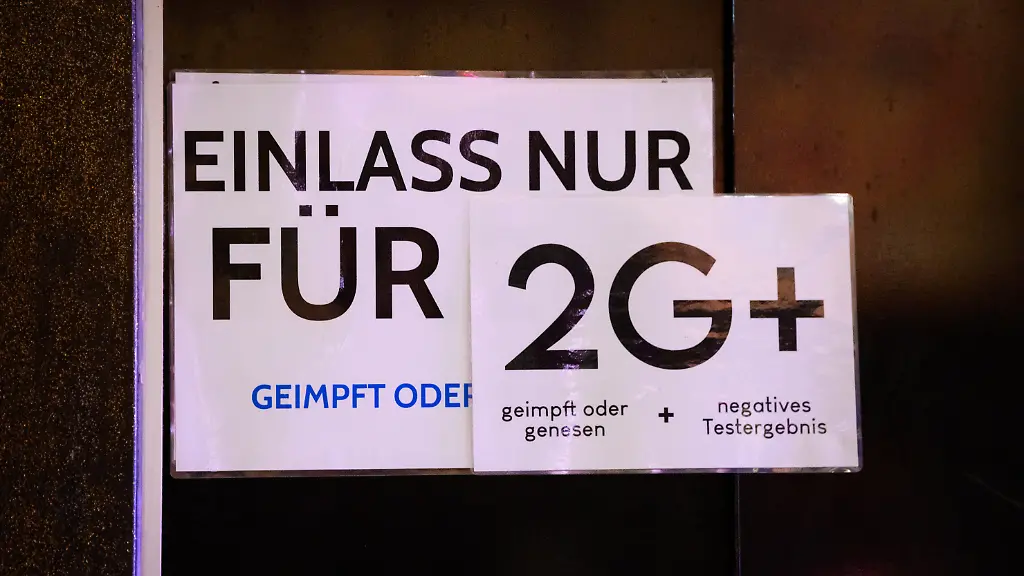 EINLASS NUR
FÜR
GEIMPFT ODER
2G+
geimpft oder
genesen
+
negatives
Testergebnis